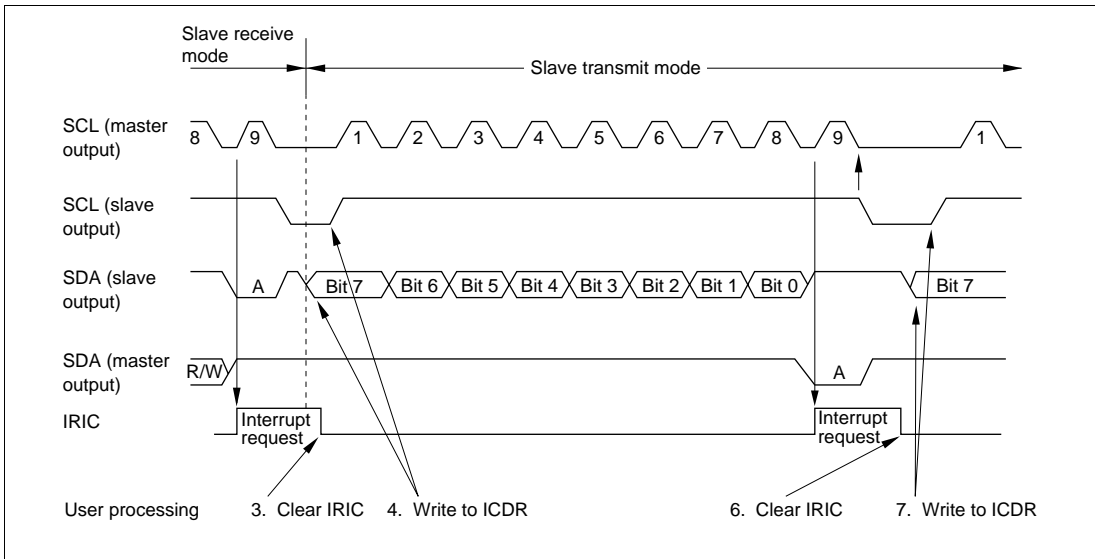 Slave receive
mode
Slave transmit mode
SCL (master
output)
8 9 1 2 3 4 5 6 7 8 9 1
SCL (slave
output)
SDA (slave
output)
A Bit 7 Bit 6 Bit 5 Bit 4 Bit 3 Bit 2 Bit 1 Bit 0 Bit 7
SDA (master
output)
R/W A
IRIC
Interrupt
request
Interrupt
request
User processing 3. Clear IRIC 4. Write to ICDR 6. Clear IRIC 7. Write to ICDR